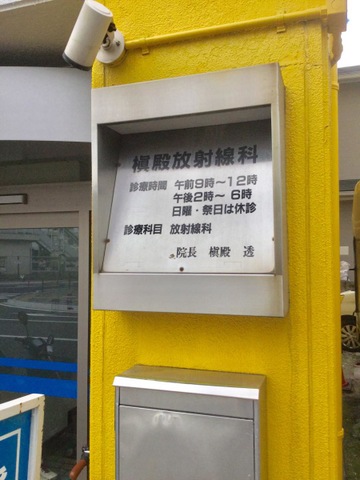 槇殿放射線科
診療時間 午前9時〜12時
午後2時〜6時
日曜・祭日は休診
診療科目 放射線科
院長 槇殿 透